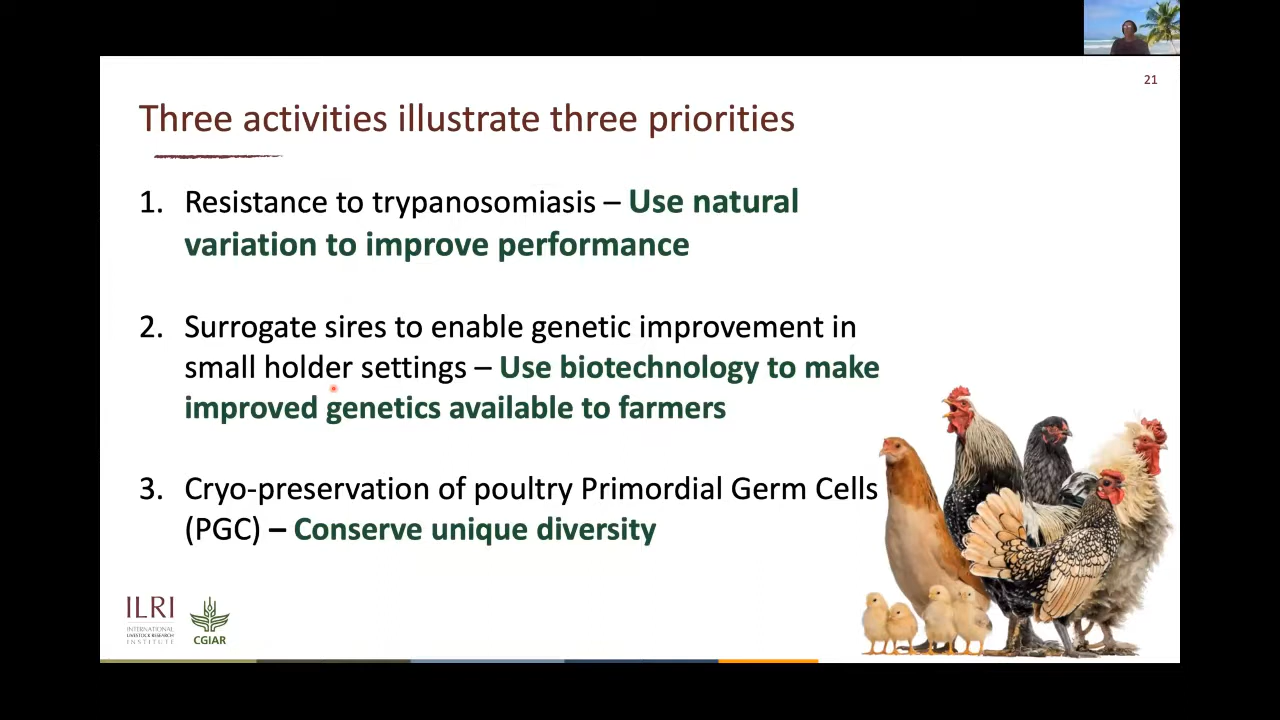 21
Three activities illustrate three priorities
1. Resistance to trypanosomiasis – Use natural
variation to improve performance
2. Surrogate sires to enable genetic improvement in
small holder settings – Use biotechnology to make
improved genetics available to farmers
3. Cryo-preservation of poultry Primordial Germ Cells
(PGC) – Conserve unique diversity
ILRI
INTERNATIONAL
LIVESTOCK RESEARCH
INSTITUTE
CGIAR